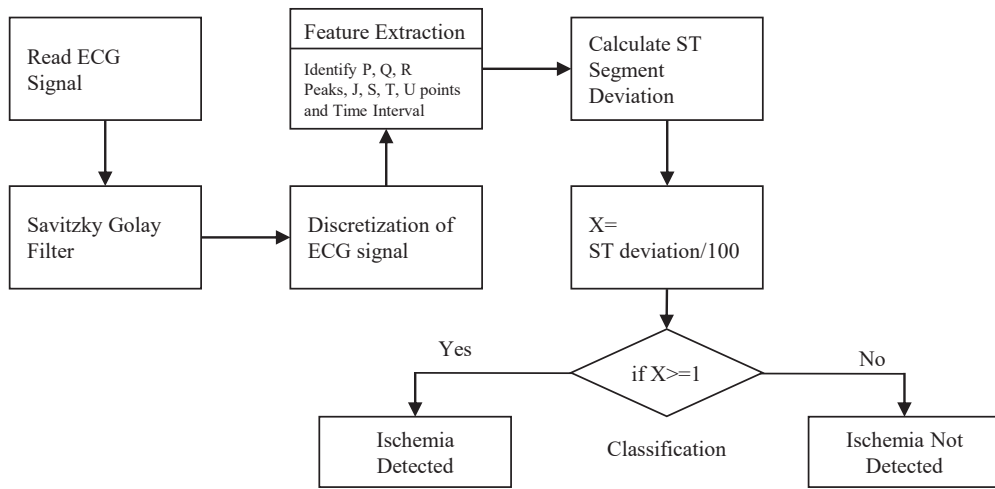 Read ECG
Signal
Savitzky Golay
Filter
Discretization of
ECG signal
Feature Extraction
Identify P, Q, R
Peaks, J, S, T, U points
and Time Interval
Calculate ST
Segment
Deviation
X=
ST deviation/100
if X>=1
Yes
No
Ischemia
Detected
Classification
Ischemia Not
Detected